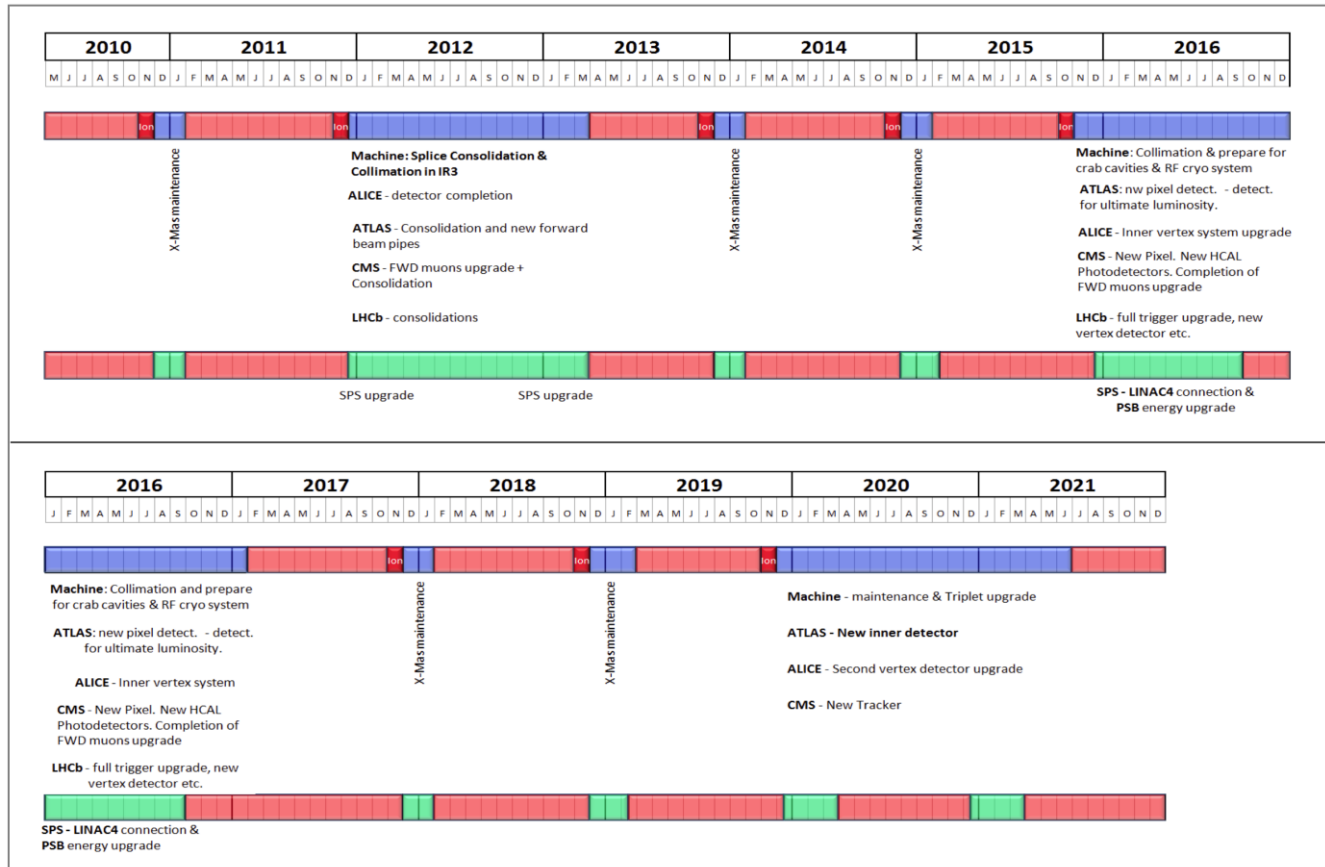 2010 2011 2012 2013 2014 2015 2016
M J J A S O N D J F M A M J J A S O N D J F M A M J J A S O N D J F M A M J J A S O N D J F M A M J J A S O N D J F M A M J J A S O N D J F M A M J J A S O N D
Ion Ion Ion Ion Ion
X-Mas maintenance
Machine: Splice Consolidation &
Collimation in IR3
ALICE - detector completion
ATLAS - Consolidation and new forward
beam pipes
CMS - FWD muons upgrade +
Consolidation
LHCb - consolidations
X-Mas maintenance
X-Mas maintenance
Machine: Collimation & prepare for
crab cavities & RF cryo system
ATLAS: nw pixel detect. - detect.
for ultimate luminosity.
ALICE - Inner vertex system upgrade
CMS - New Pixel. New HCAL
Photodetectors. Completion of
FWD muons upgrade
LHCb - full trigger upgrade, new
vertex detector etc.
SPS upgrade SPS upgrade
SPS - LINAC4 connection &
PSB energy upgrade
2016 2017 2018 2019 2020 2021
J F M A M J J A S O N D J F M A M J J A S O N D J F M A M J J A S O N D J F M A M J J A S O N D J F M A M J J A S O N D J F M A M J J A S O N D
Ion Ion Ion
Machine: Collimation and prepare
for crab cavities & RF cryo system
ATLAS: new pixel detect. - detect.
for ultimate luminosity.
ALICE - Inner vertex system
CMS - New Pixel. New HCAL
Photodetectors. Completion of
FWD muons upgrade
LHCb - full trigger upgrade, new
vertex detector etc.
X-Mas maintenance
X-Mas maintenance
Machine - maintenance & Triplet upgrade
ATLAS - New inner detector
ALICE - Second vertex detector upgrade
CMS - New Tracker
SPS - LINAC4 connection &
PSB energy upgrade